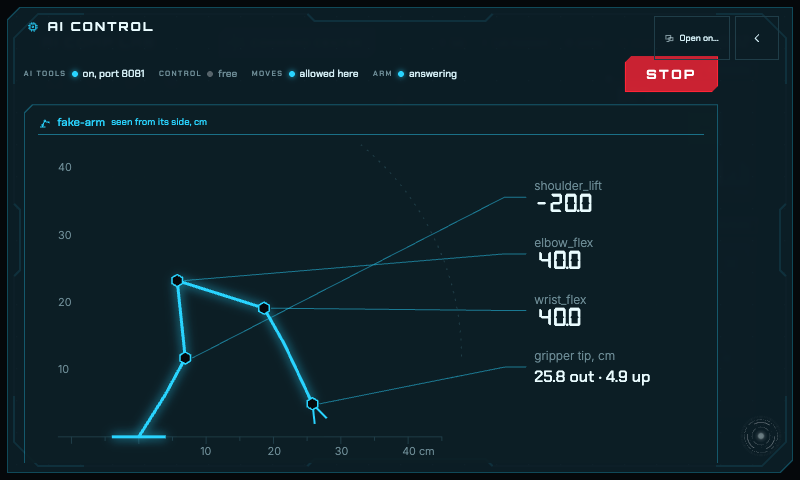 AI CONTROL
Open on...
AI TOOLS on, port 8081 CONTROL free MOVES allowed here ARM answering
STOP
fake-arm seen from its side, cm
40
30
20
10
10 20 30 40 cm
shoulder_lift
-20.0
elbow_flex
40.0
wrist_flex
40.0
gripper tip, cm
25.8 out · 4.9 up